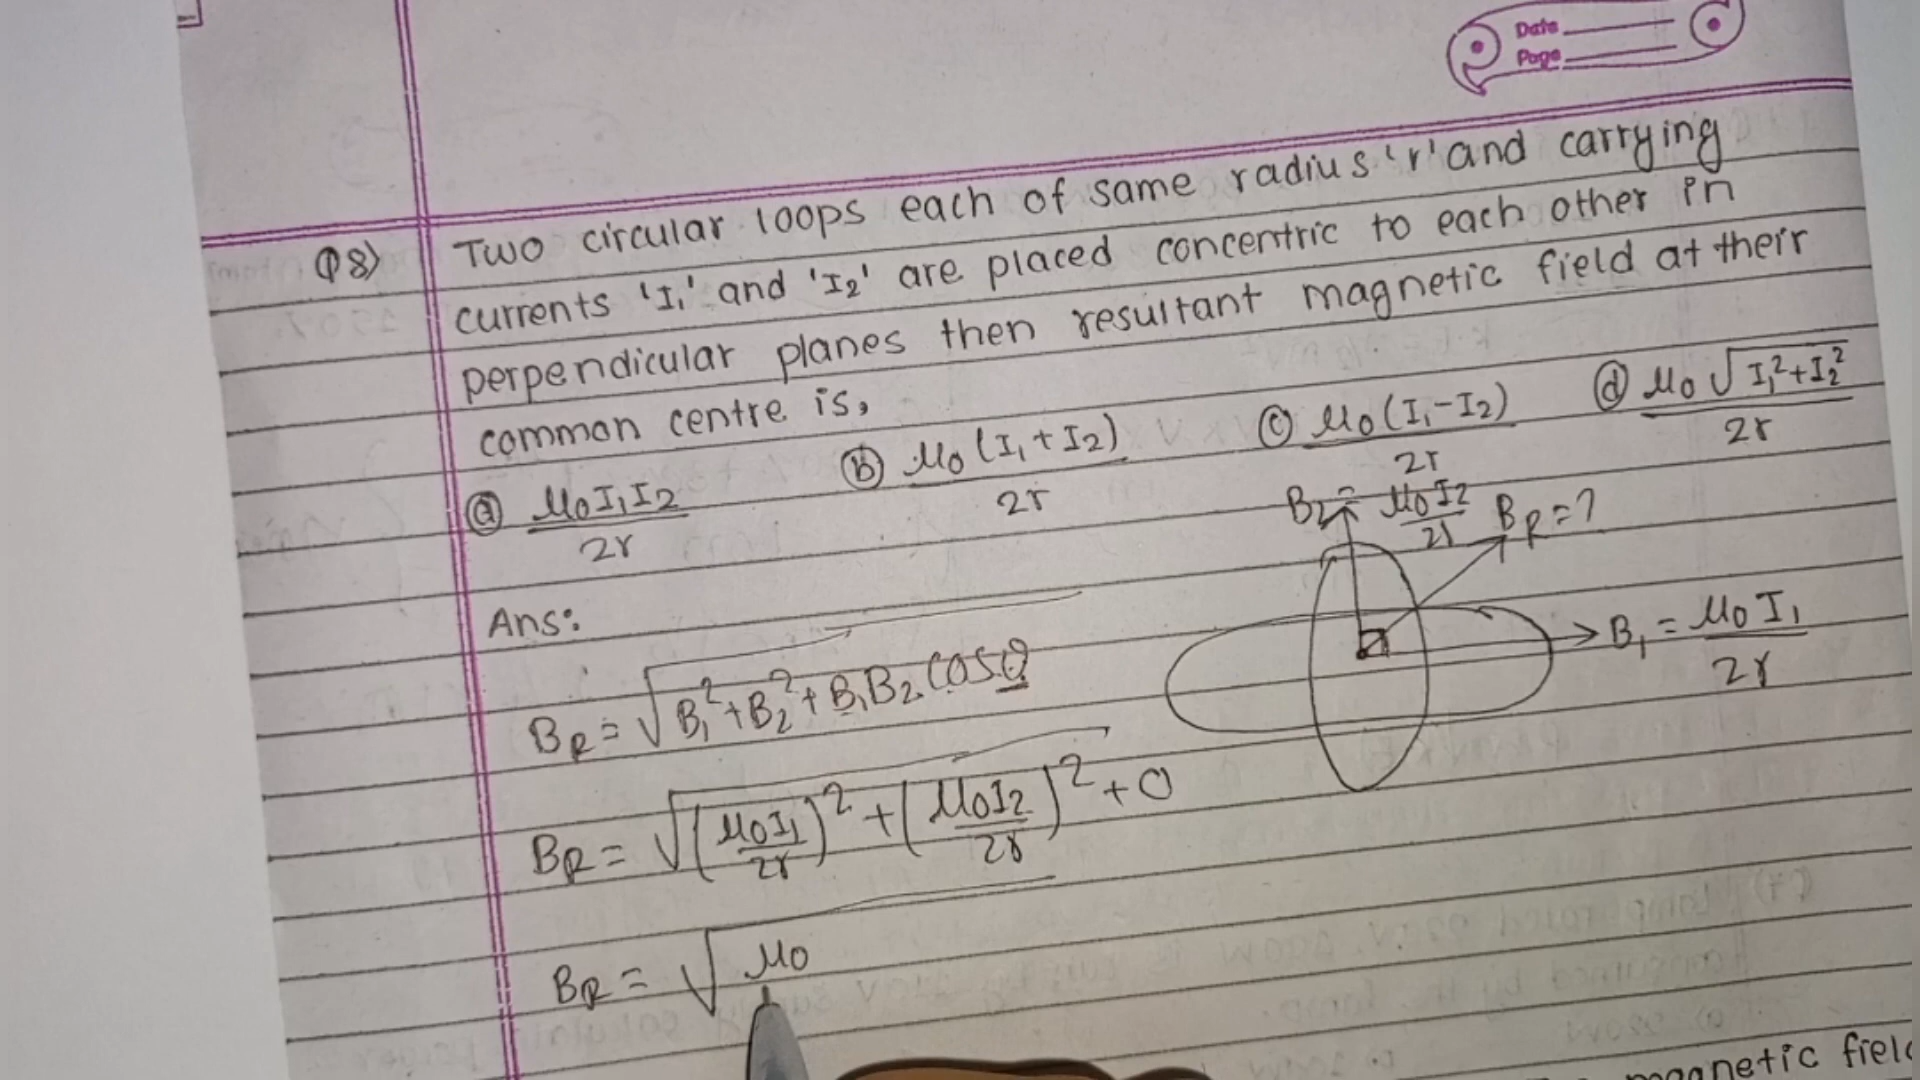 Date
Page
Q8) Two circular loops each of same radius 'r' and carrying
currents 'I₁' and 'I₂' are placed concentric to each other in
perpendicular planes then resultant magnetic field at their
common centre is,
ⓐ μ₀I₁I₂/2r ⓑ μ₀(I₁+I₂)/2r ⓒ μ₀(I₁-I₂)/2r ⓓ μ₀√(I₁²+I₂²)/2r
B₂ = μ₀I₂/2r
B_R = ?
B₁ = μ₀I₁/2r
Ans:
B_R = √(B₁²+B₂²+B₁B₂cosθ)
B_R = √((μ₀I₁/2r)²+(μ₀I₂/2r)²+0)
B_R = √μ₀
magnetic field